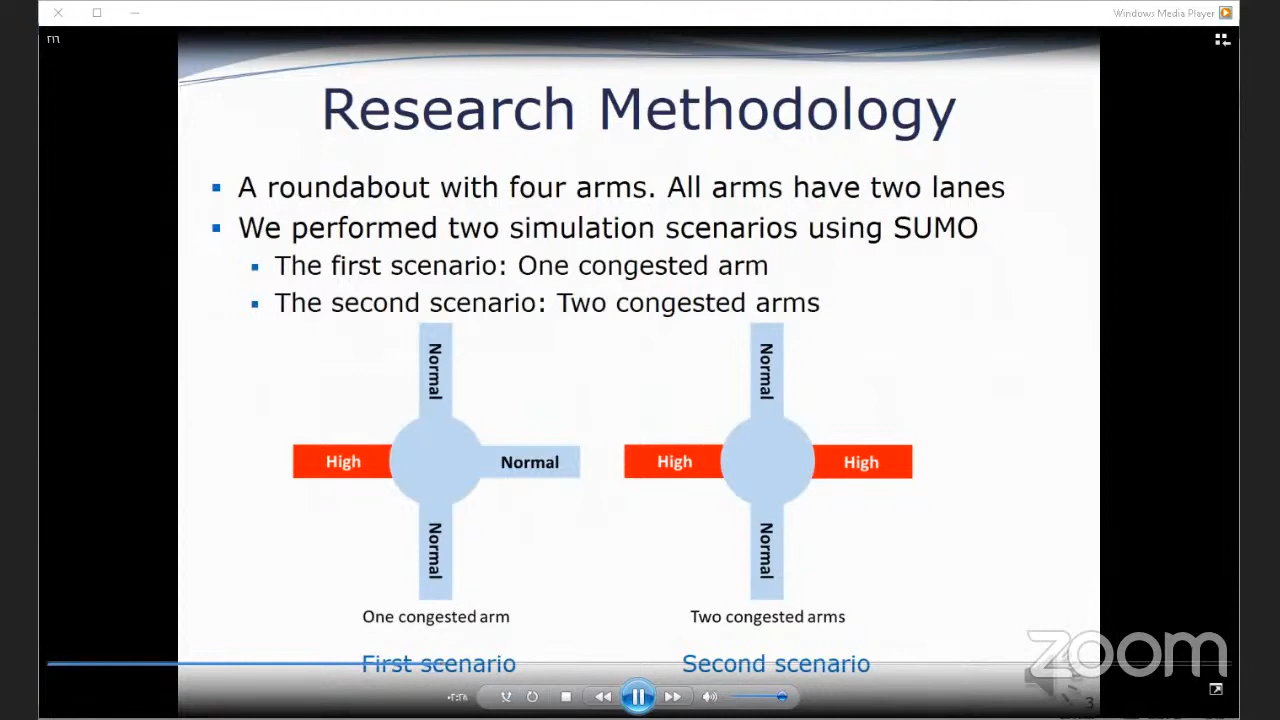 Windows Media Player
Research Methodology
A roundabout with four arms. All arms have two lanes
We performed two simulation scenarios using SUMO
The first scenario: One congested arm
The second scenario: Two congested arms
Normal
High
Normal
Normal
One congested arm
First scenario
Normal
High
High
Normal
Two congested arms
Second scenario
zoom
3